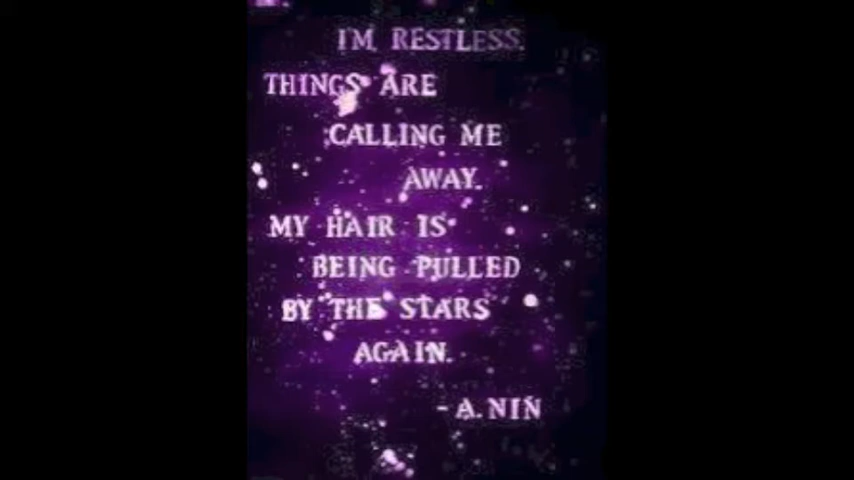 I'M RESTLESS.
THINGS ARE
CALLING ME
AWAY.
MY HAIR IS
BEING PULLED
BY THE STARS
AGAIN.
- A. NIN